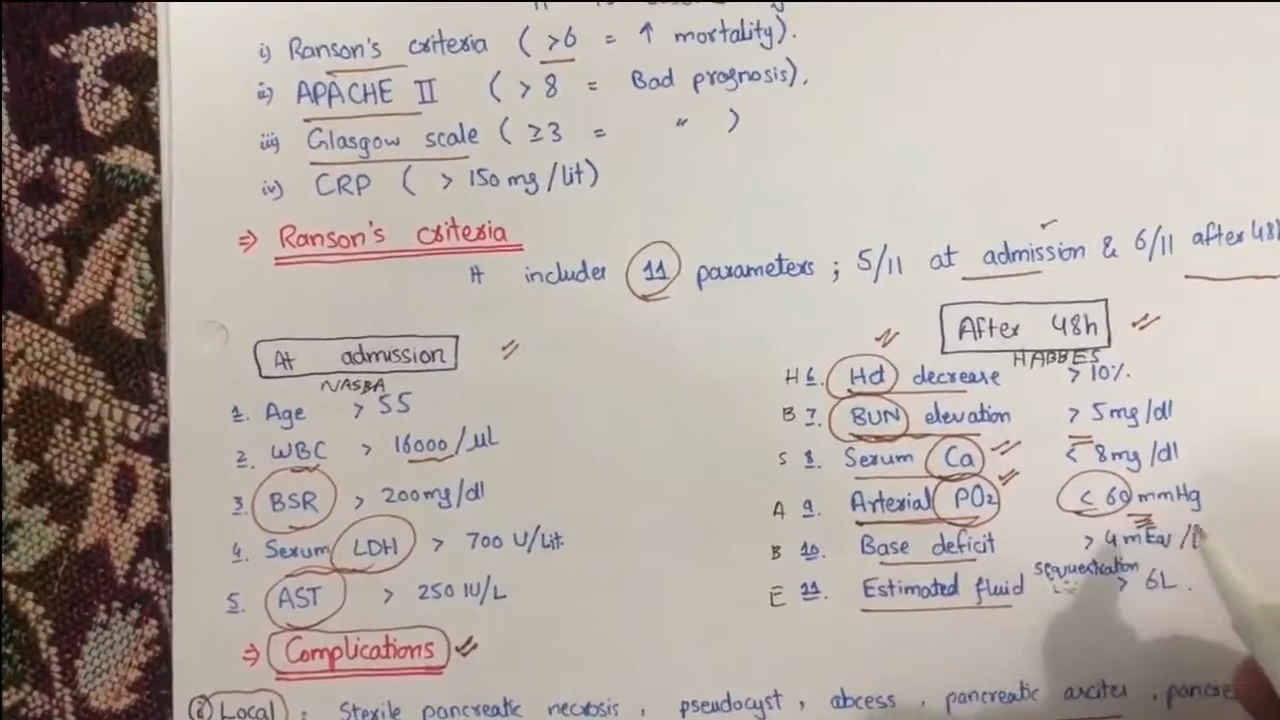 i) Ranson's criteria ( >6 = ↑ mortality).
ii) APACHE II ( > 8 = Bad prognosis).
iii) Glasgow scale ( ≥3 = " )
iv) CRP ( > 150 mg/lit)
⇒ Ranson's criteria
It includes 11 parameters ; 5/11 at admission & 6/11 after 48h
At admission
NASBA
1. Age > 55
2. WBC > 16000/µL
3. BSR > 200mg/dl
4. Serum LDH > 700 U/Lit
5. AST > 250 IU/L
After 48h
HABBES
H 6. Hct decrease > 10%.
B 7. BUN elevation > 5mg/dl
S 8. Serum Ca < 8mg/dl
A 9. Arterial PO2 < 60 mmHg
B 10. Base deficit > 4mEq/l
E 11. Estimated fluid sequestration > 6L.
⇒ Complications
i) Local : Sterile pancreatic necrosis, pseudocyst, abcess, pancreatic ascites,